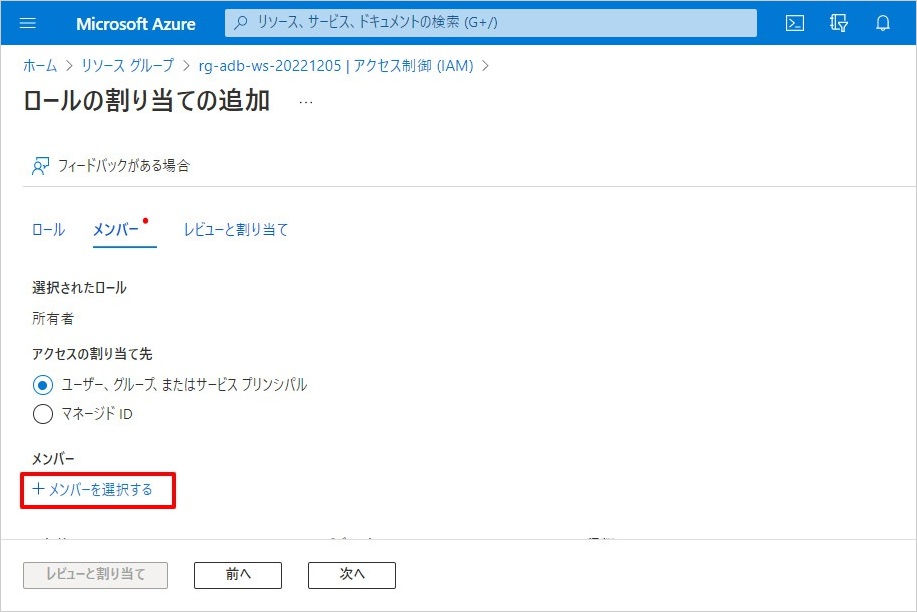 Microsoft Azure
リソース、サービス、ドキュメントの検索 (G+/)
ホーム > リソース グループ > rg-adb-ws-20221205 | アクセス制御 (IAM) >
ロールの割り当ての追加 …
フィードバックがある場合
ロール メンバー レビューと割り当て
選択されたロール
所有者
アクセスの割り当て先
ユーザー、グループ、またはサービス プリンシパル
マネージド ID
メンバー
+ メンバーを選択する
レビューと割り当て 前へ 次へ